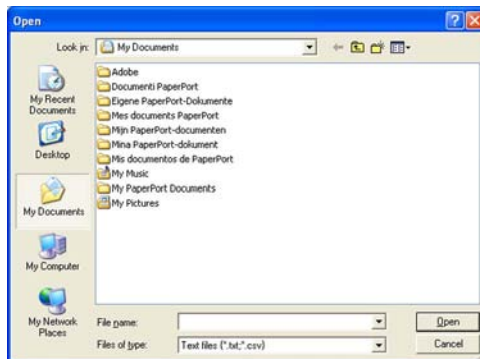 Open
Look in: My Documents
My Recent
Documents
Desktop
My Documents
My Computer
My Network
Places
Adobe
Documenti PaperPort
Eigene PaperPort-Dokumente
Mes documents PaperPort
Mijn PaperPort-documenten
Mina PaperPort-dokument
Mis documentos de PaperPort
My Music
My PaperPort Documents
My Pictures
File name:
Open
Files of type: Text files (*.txt;*.csv)
Cancel